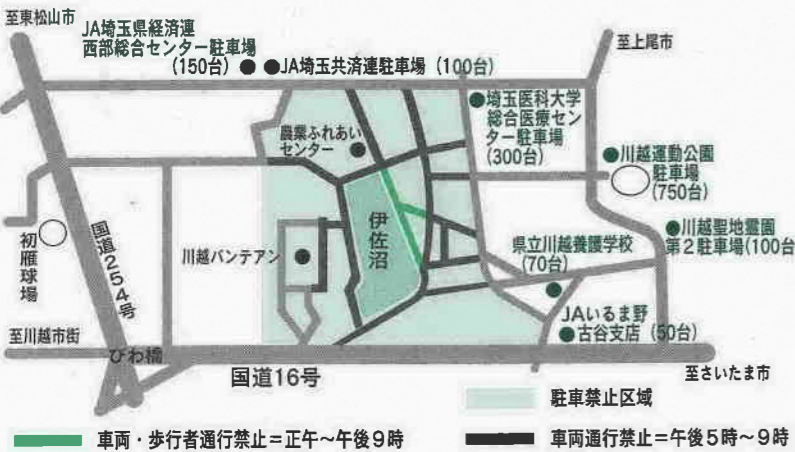 至東松山市
JA埼玉県経済連
西部総合センター駐車場
(150台)
JA埼玉共済連駐車場(100台)
至上尾市
埼玉医科大学
総合医療セン
ター駐車場
(300台)
農業ふれあい
センター
川越運動公園
駐車場
(750台)
伊佐沼
川越聖地霊園
第2駐車場(100台
初雁球場
国道254号
川越パンテアン
県立川越養護学校
(70台)
JAいるま野
古谷支店(50台)
至川越市街
びわ橋
国道16号
至さいたま市
駐車禁止区域
車両・歩行者通行禁止=正午～午後9時
車両通行禁止=午後5時～9時